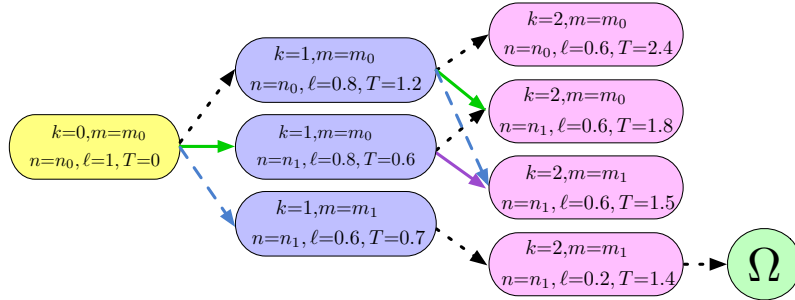 k=0,m=m₀
n=n₀,ℓ=1,T=0
k=1,m=m₀
n=n₀,ℓ=0.8,T=1.2
k=1,m=m₀
n=n₁,ℓ=0.8,T=0.6
k=1,m=m₁
n=n₁,ℓ=0.6,T=0.7
k=2,m=m₀
n=n₀,ℓ=0.6,T=2.4
k=2,m=m₀
n=n₁,ℓ=0.6,T=1.8
k=2,m=m₁
n=n₁,ℓ=0.6,T=1.5
k=2,m=m₁
n=n₁,ℓ=0.2,T=1.4
Ω